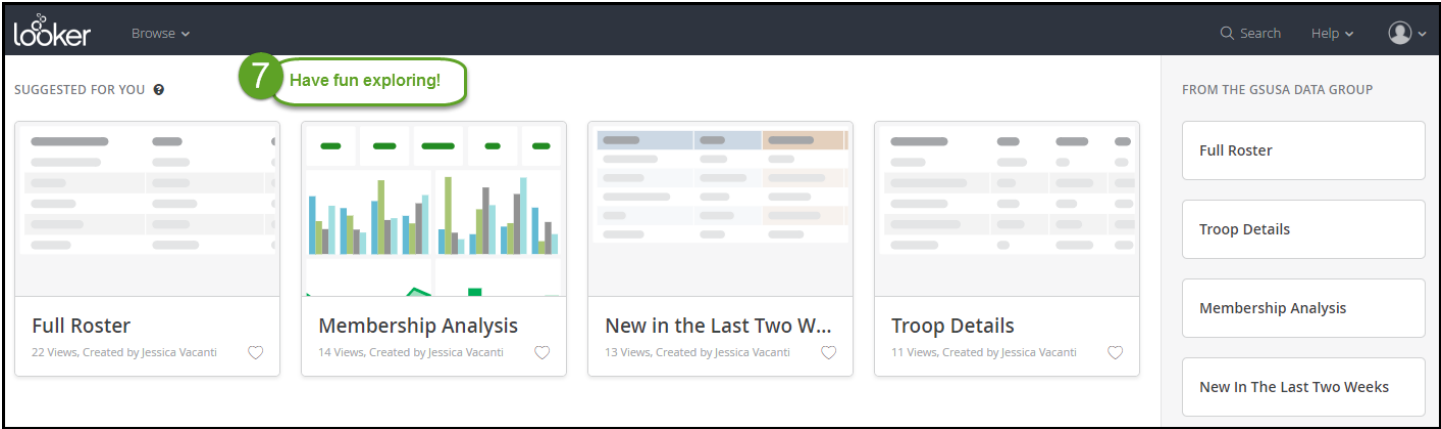 looker
Browse
Search
Help
7
Have fun exploring!
SUGGESTED FOR YOU ?
FROM THE GSUSA DATA GROUP
Full Roster
22 Views, Created by Jessica Vacanti
Membership Analysis
14 Views, Created by Jessica Vacanti
New in the Last Two W...
13 Views, Created by Jessica Vacanti
Troop Details
11 Views, Created by Jessica Vacanti
Full Roster
Troop Details
Membership Analysis
New In The Last Two Weeks